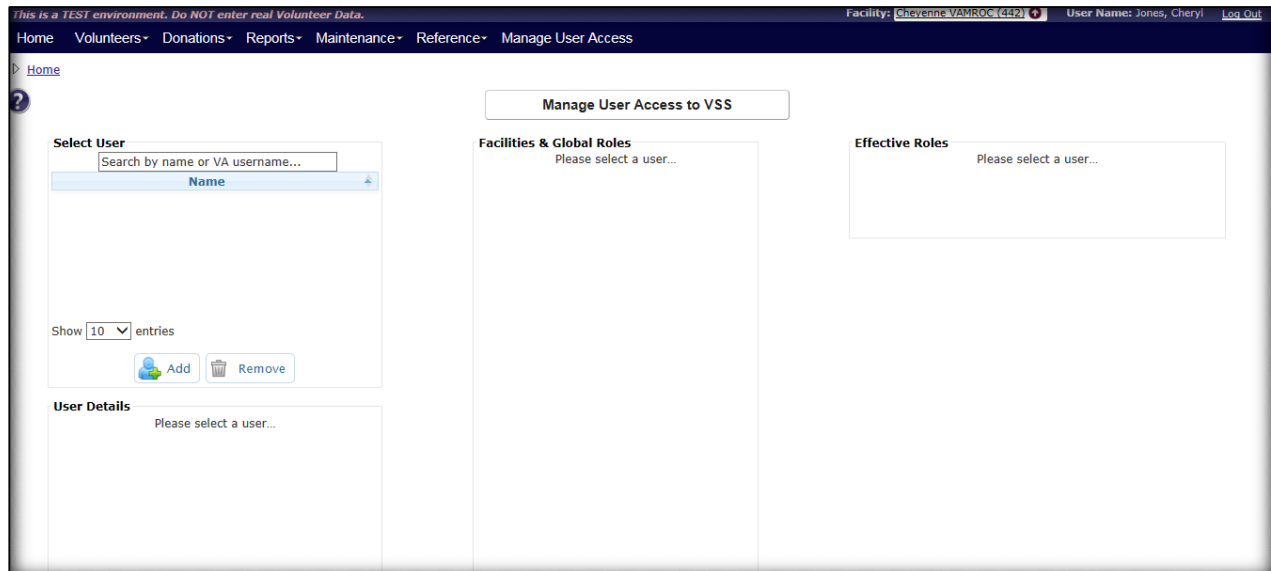 This is a TEST environment. Do NOT enter real Volunteer Data. Facility: Cheyenne VAMROC (442) User Name: Jones, Cheryl Log Out
Home Volunteers Donations Reports Maintenance Reference Manage User Access
Home
?
Manage User Access to VSS
Select User
Search by name or VA username...
Name
Show 10 entries
Add Remove
User Details
Please select a user...
Facilities & Global Roles
Please select a user...
Effective Roles
Please select a user...